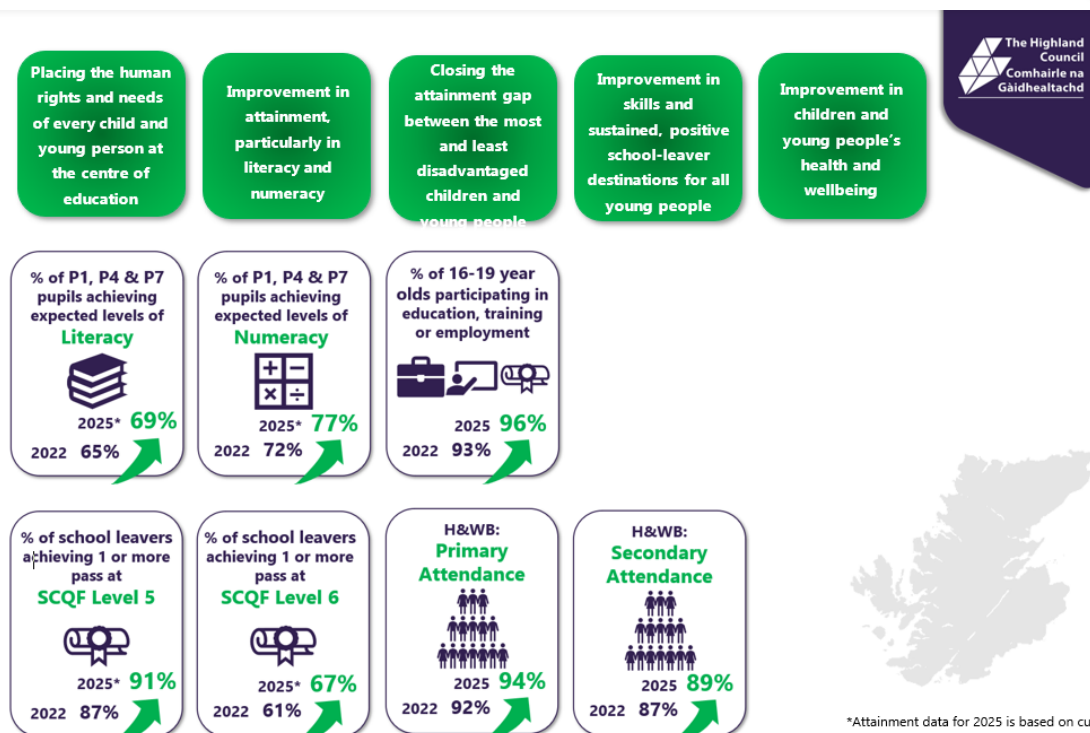 The Highland
Council
Comhairle na
Gàidhealtachd
Placing the human
rights and needs
of every child and
young person at
the centre of
education
Improvement in
attainment,
particularly in
literacy and
numeracy
Closing the
attainment gap
between the most
and least
disadvantaged
children and
young people
Improvement in
skills and
sustained, positive
school-leaver
destinations for all
young people
Improvement in
children and
young people's
health and
wellbeing
% of P1, P4 & P7
pupils achieving
expected levels of
Literacy
2025* 69%
2022 65%
% of P1, P4 & P7
pupils achieving
expected levels of
Numeracy
2025* 77%
2022 72%
% of 16-19 year
olds participating in
education, training
or employment
2025 96%
2022 93%
% of school leavers
achieving 1 or more
pass at
SCQF Level 5
2025* 91%
2022 87%
% of school leavers
achieving 1 or more
pass at
SCQF Level 6
2025* 67%
2022 61%
H&WB:
Primary
Attendance
2025 94%
2022 92%
H&WB:
Secondary
Attendance
2025 89%
2022 87%
*Attainment data for 2025 is based on cu